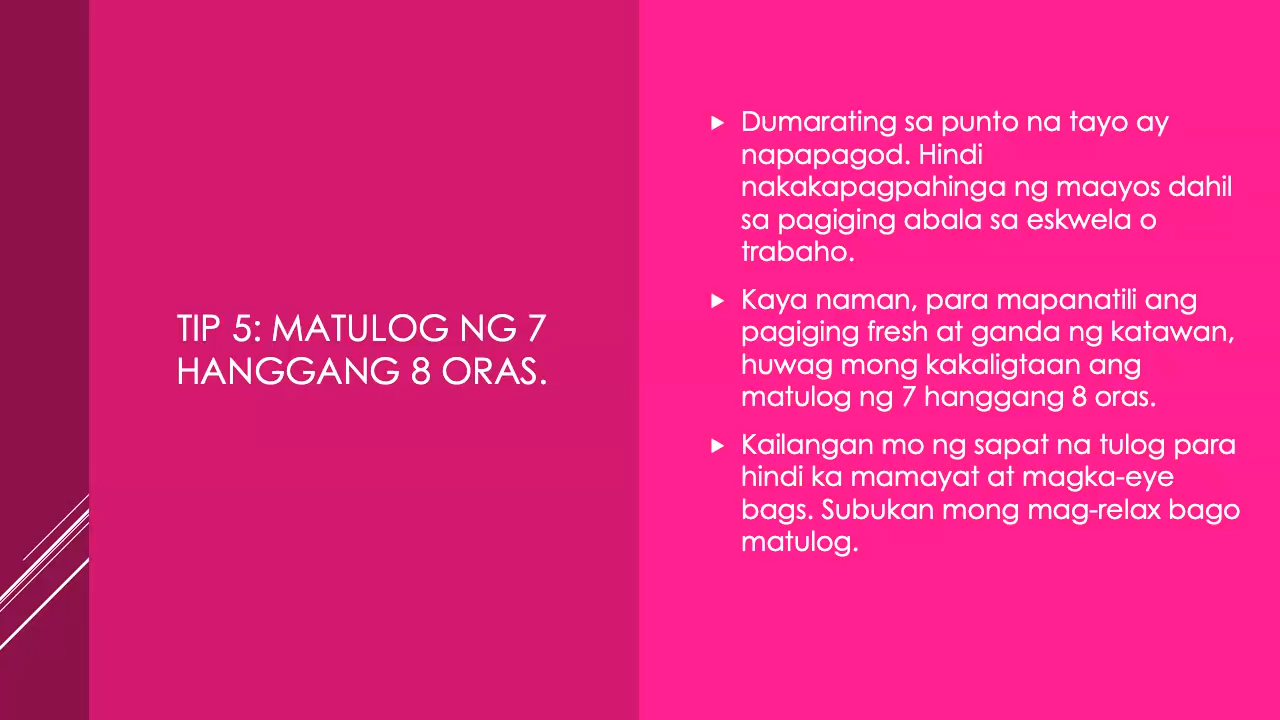 TIP 5: MATULOG NG 7
HANGGANG 8 ORAS.
Dumarating sa punto na tayo ay
napapagod. Hindi
nakakapagpahinga ng maayos dahil
sa pagiging abala sa eskwela o
trabaho.
Kaya naman, para mapanatili ang
pagiging fresh at ganda ng katawan,
huwag mong kakaligtaan ang
matulog ng 7 hanggang 8 oras.
Kailangan mo ng sapat na tulog para
hindi ka mamayat at magka-eye
bags. Subukan mong mag-relax bago
matulog.